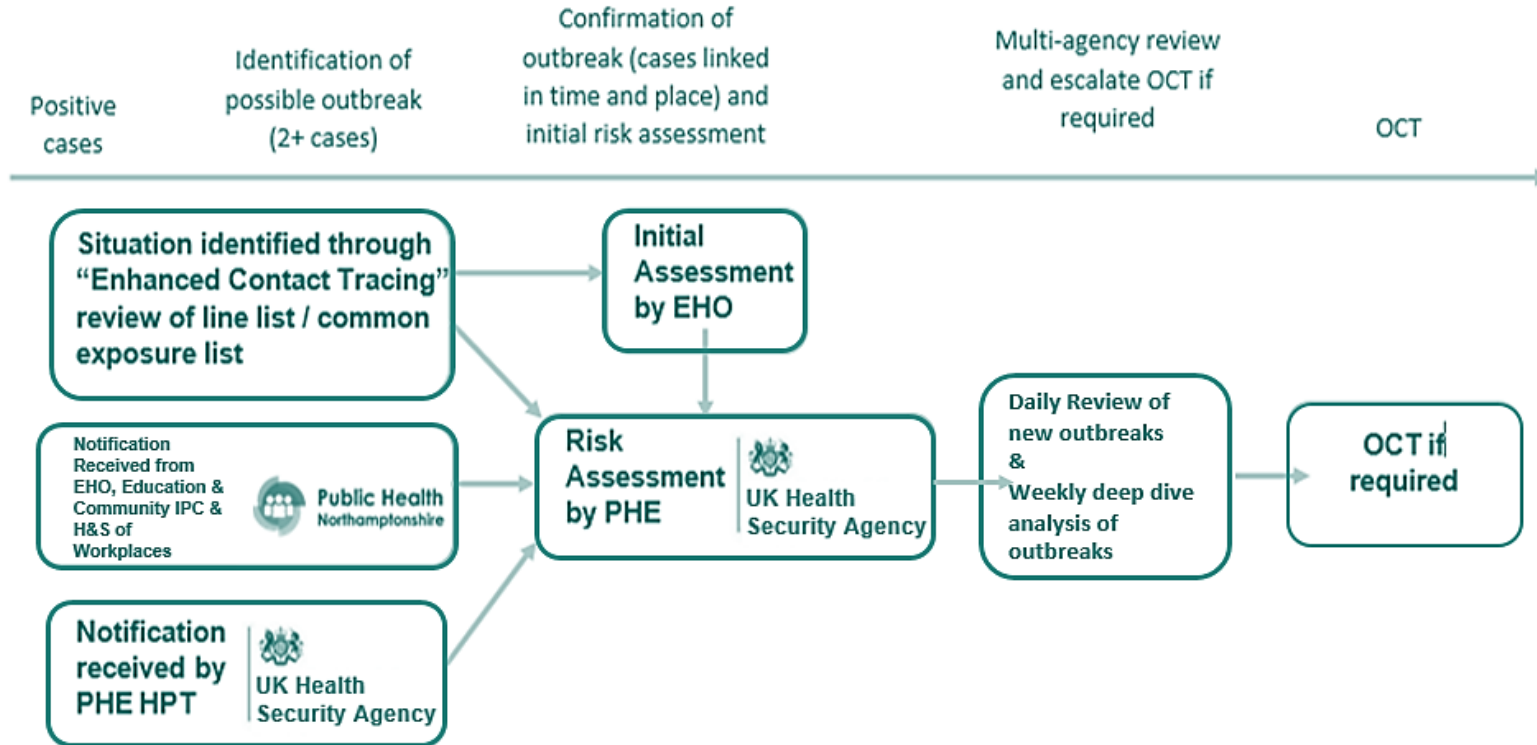 Positive
cases
Identification of
possible outbreak
(2+ cases)
Confirmation of
outbreak (cases linked
in time and place) and
initial risk assessment
Multi-agency review
and escalate OCT if
required
OCT
Situation identified through
“Enhanced Contact Tracing”
review of line list / common
exposure list
Initial
Assessment
by EHO
Notification
Received from
EHO, Education &
Community IPC &
H&S of
Workplaces
Public Health
Northamptonshire
Risk
Assessment
by PHE
UK Health
Security Agency
Daily Review of
new outbreaks
&
Weekly deep dive
analysis of
outbreaks
OCT if
required
Notification
received by
PHE HPT
UK Health
Security Agency